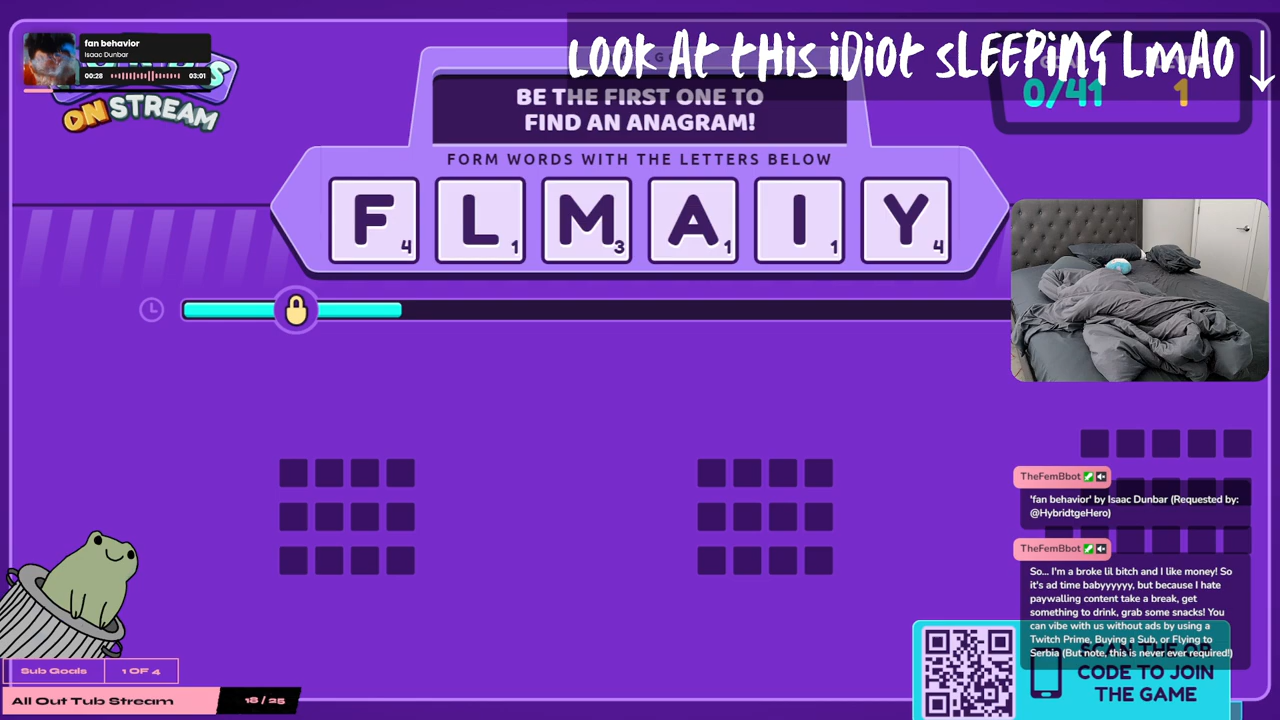 fan behavior
Isaac Dunbar
00:28
03:01
ON STREAM
LOOK At tHis iDiot sLEEPiNG LmAO
0/41
1
BE THE FIRST ONE TO
FIND AN ANAGRAM!
FORM WORDS WITH THE LETTERS BELOW
F 4 L 1 M 3 A 1 I 1 Y 4
TheFemBbot
'fan behavior' by Isaac Dunbar (Requested by:
@HybridtgeHero)
TheFemBbot
So... I'm a broke lil bitch and I like money! So
it's ad time babyyyyyy, but because I hate
paywalling content take a break, get
something to drink, grab some snacks! You
can vibe with us without ads by using a
Twitch Prime, Buying a Sub, or Flying to
Serbia (But note, this is never ever required!)
SCAN THE QR
CODE TO JOIN
THE GAME
Sub Goals
1 OF 4
All Out Tub Stream
18 / 25